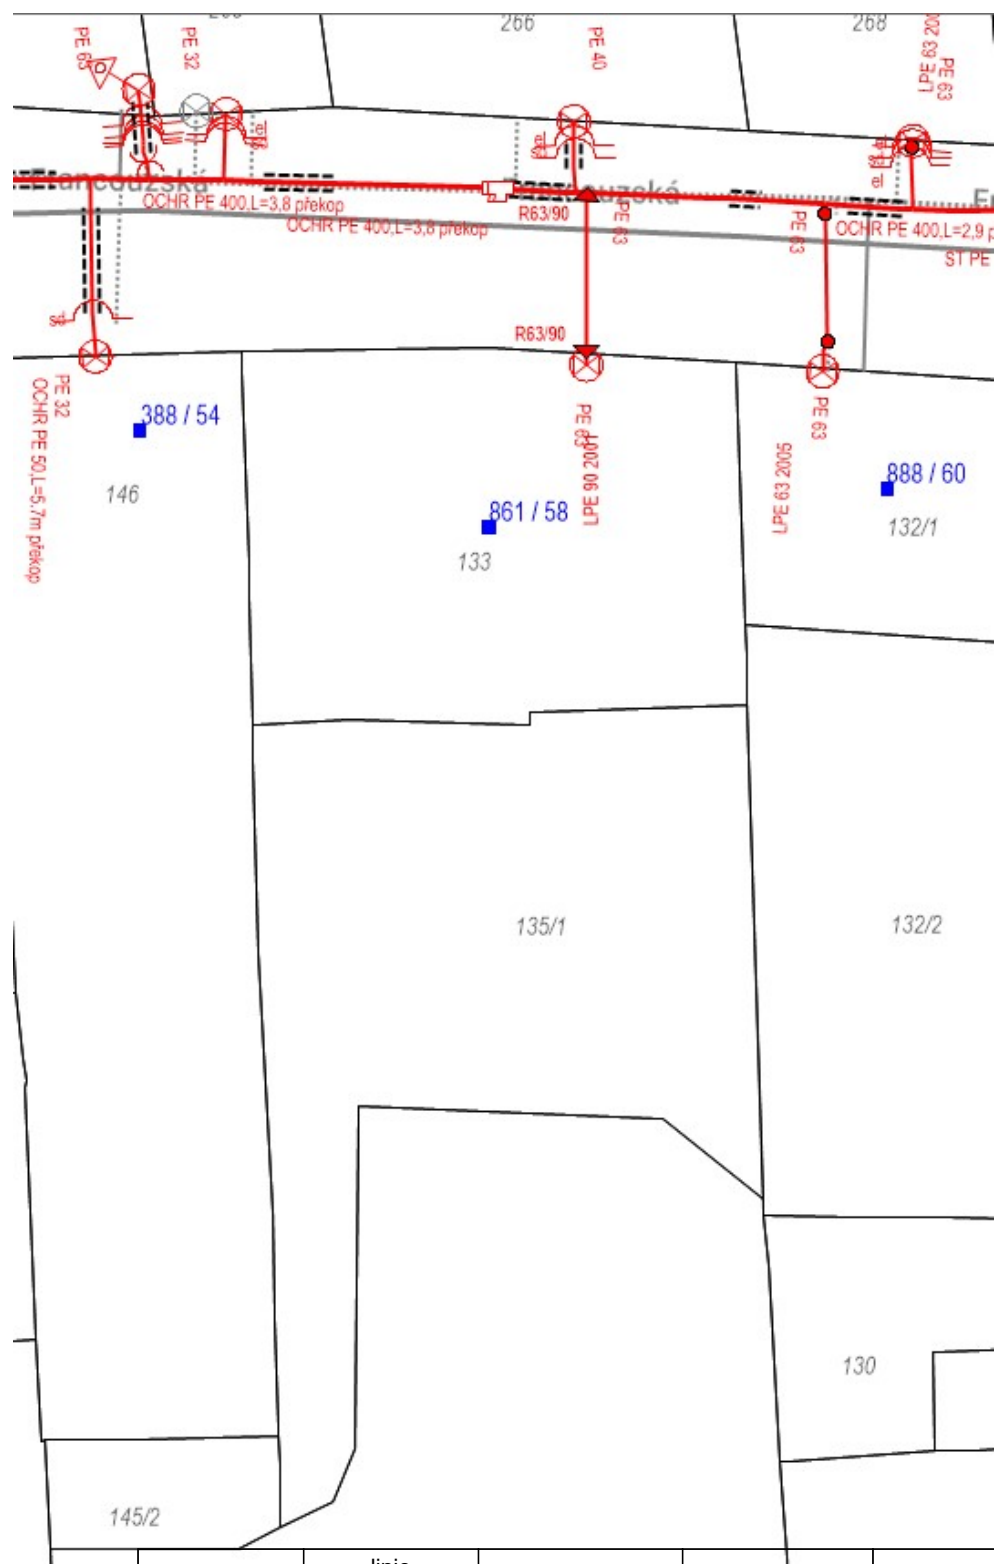 266
268
PE 63
PE 32
PE 40
LPE 63 200
PE 63
el
Francouzská
Francouzská
Fr
OCHR PE 400,L=3,8 překop
OCHR PE 400,L=3,8 překop
R63/90
PE 63
PE 63
OCHR PE 400,L=2,9 p
ST PE
R63/90
PE 32
OCHR PE 50,L=5.7m překop
388 / 54
PE 63
LPE 90 2001
PE 63
LPE 63 2005
888 / 60
146
861 / 58
132/1
133
135/1
132/2
130
145/2
linie